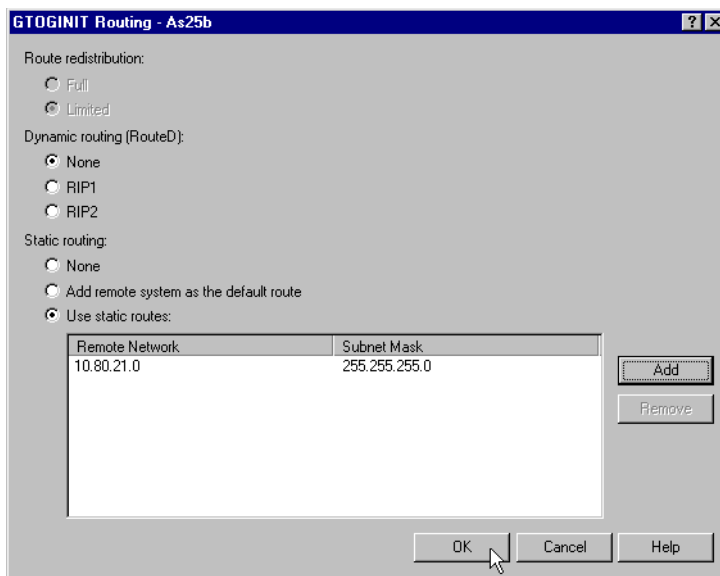 GTOGINIT Routing - As25b
Route redistribution:
Full
Limited
Dynamic routing (RouteD):
None
RIP1
RIP2
Static routing:
None
Add remote system as the default route
Use static routes:
Remote Network Subnet Mask
10.80.21.0 255.255.255.0
Add
Remove
OK Cancel Help